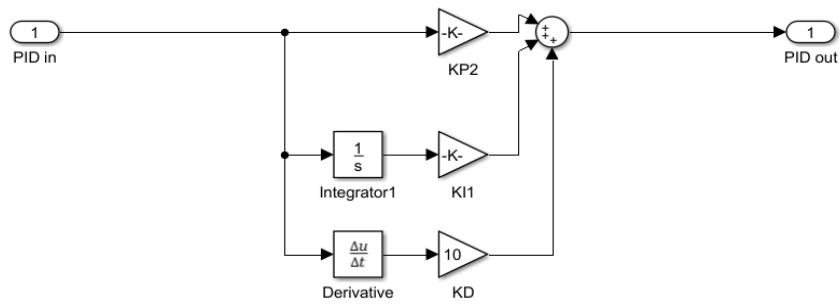 1
PID in
-K-
KP2
+
+
+
+
1
PID out
1
s
Integrator1
-K-
KI1
Δu
Δt
Derivative
10
KD